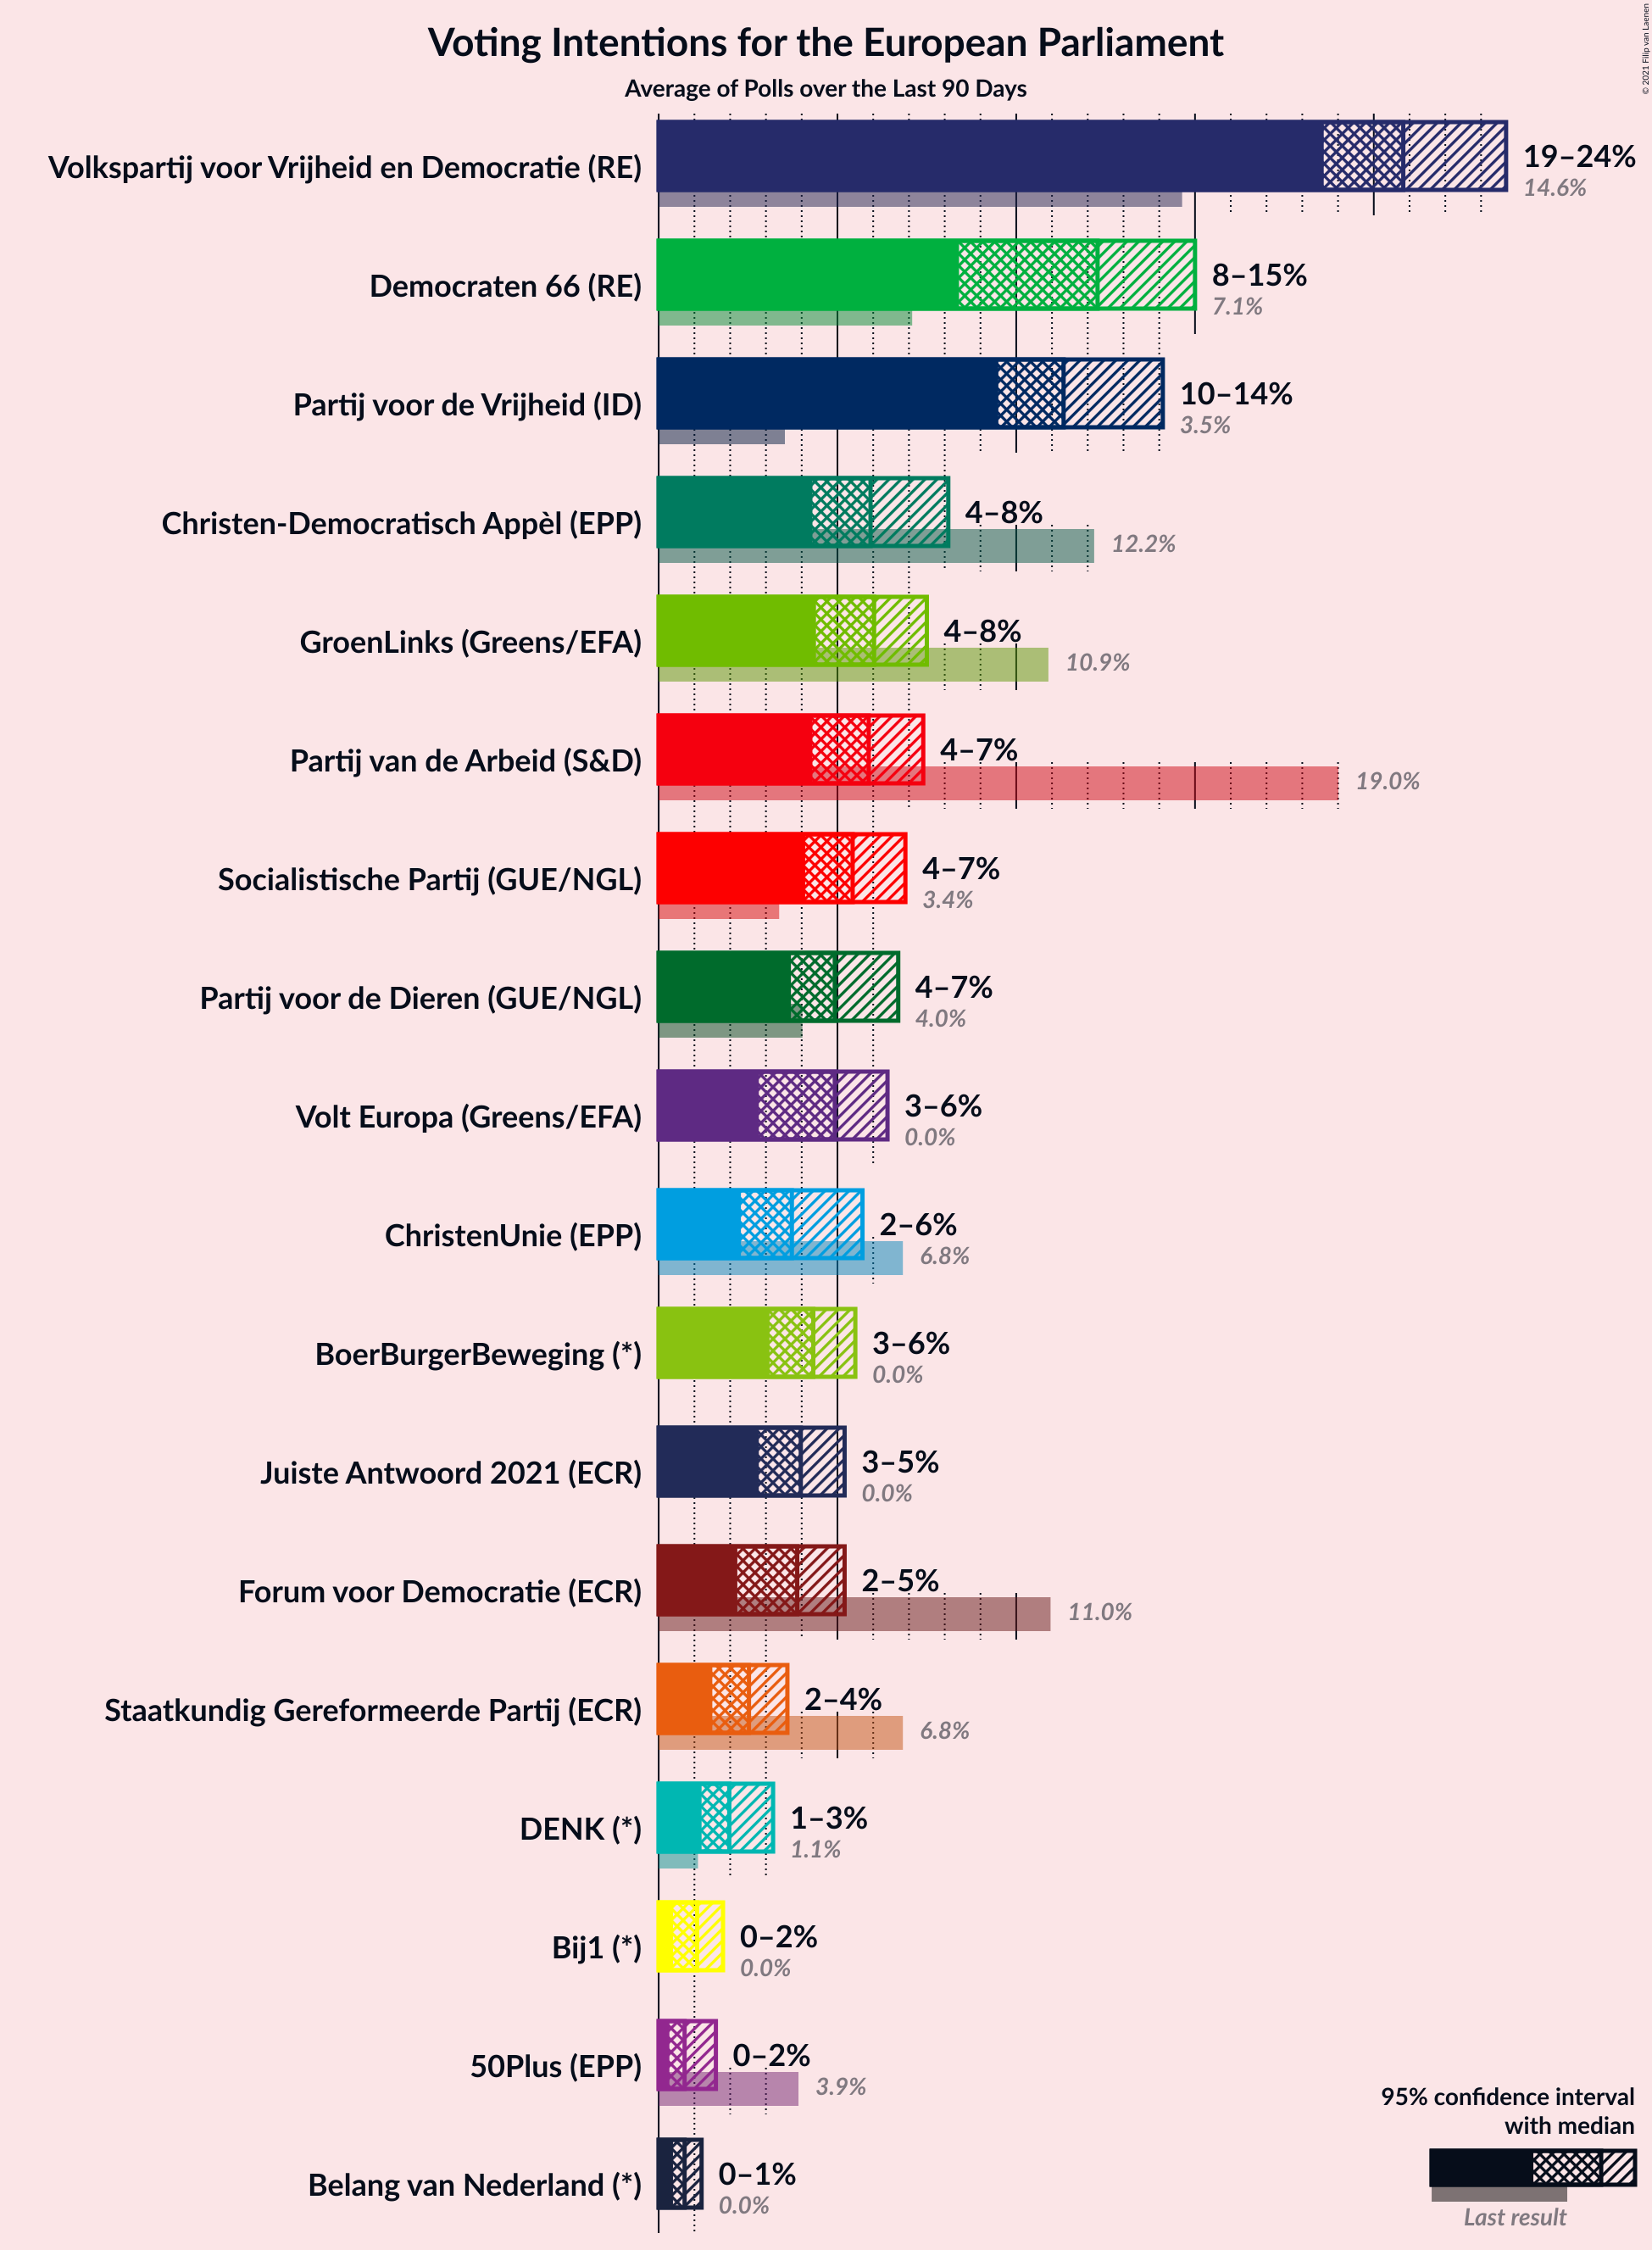 Voting Intentions for the European Parliament
Average of Polls over the Last 90 Days
© 2021 Filip van Laenen
Volkspartij voor Vrijheid en Democratie (RE)
19–24%
14.6%
Democraten 66 (RE)
8–15%
7.1%
Partij voor de Vrijheid (ID)
10–14%
3.5%
Christen-Democratisch Appèl (EPP)
4–8%
12.2%
GroenLinks (Greens/EFA)
4–8%
10.9%
Partij van de Arbeid (S&D)
4–7%
19.0%
Socialistische Partij (GUE/NGL)
4–7%
3.4%
Partij voor de Dieren (GUE/NGL)
4–7%
4.0%
Volt Europa (Greens/EFA)
3–6%
0.0%
ChristenUnie (EPP)
2–6%
6.8%
BoerBurgerBeweging (*)
3–6%
0.0%
Juiste Antwoord 2021 (ECR)
3–5%
0.0%
Forum voor Democratie (ECR)
2–5%
11.0%
Staatkundig Gereformeerde Partij (ECR)
2–4%
6.8%
DENK (*)
1–3%
1.1%
Bij1 (*)
0–2%
0.0%
50Plus (EPP)
0–2%
3.9%
Belang van Nederland (*)
0–1%
0.0%
95% confidence interval
with median
Last result